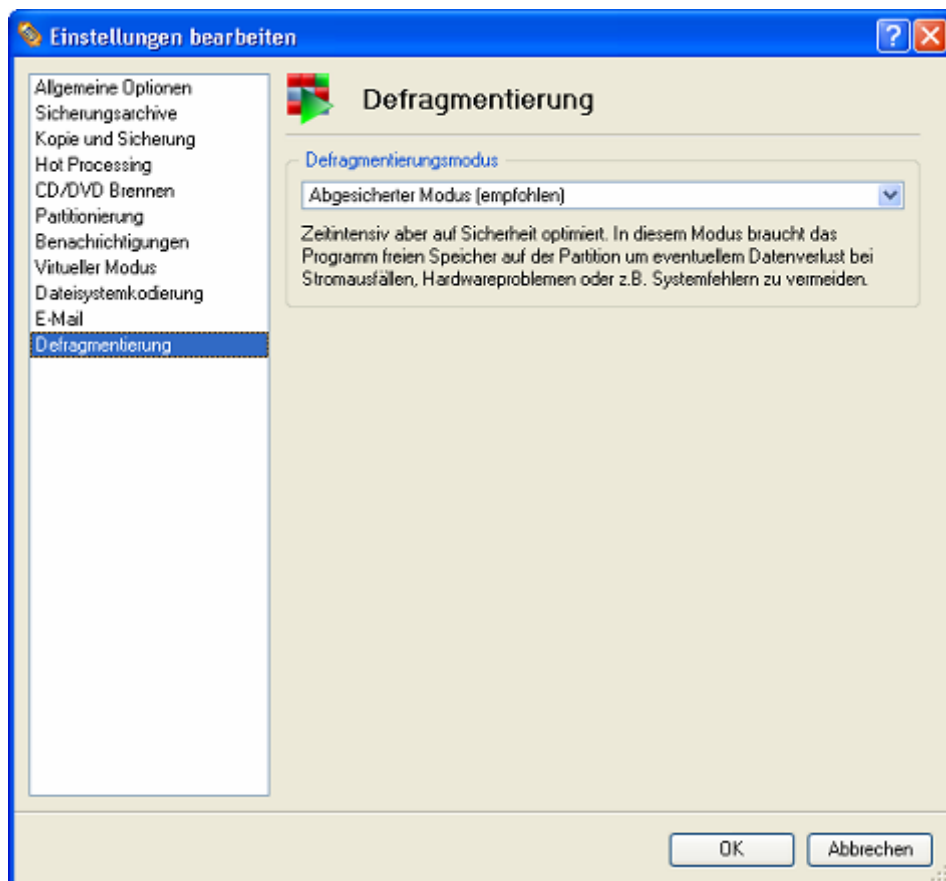 Einstellungen bearbeiten
Allgemeine Optionen
Sicherungsarchive
Kopie und Sicherung
Hot Processing
CD/DVD Brennen
Partitionierung
Benachrichtigungen
Virtueller Modus
Dateisystemkodierung
E-Mail
Defragmentierung
Defragmentierung
Defragmentierungsmodus
Abgesicherter Modus (empfohlen)
Zeitintensiv aber auf Sicherheit optimiert. In diesem Modus braucht das
Programm freien Speicher auf der Partition um eventuellem Datenverlust bei
Stromausfällen, Hardwareproblemen oder z.B. Systemfehlern zu vermeiden.
OK
Abbrechen